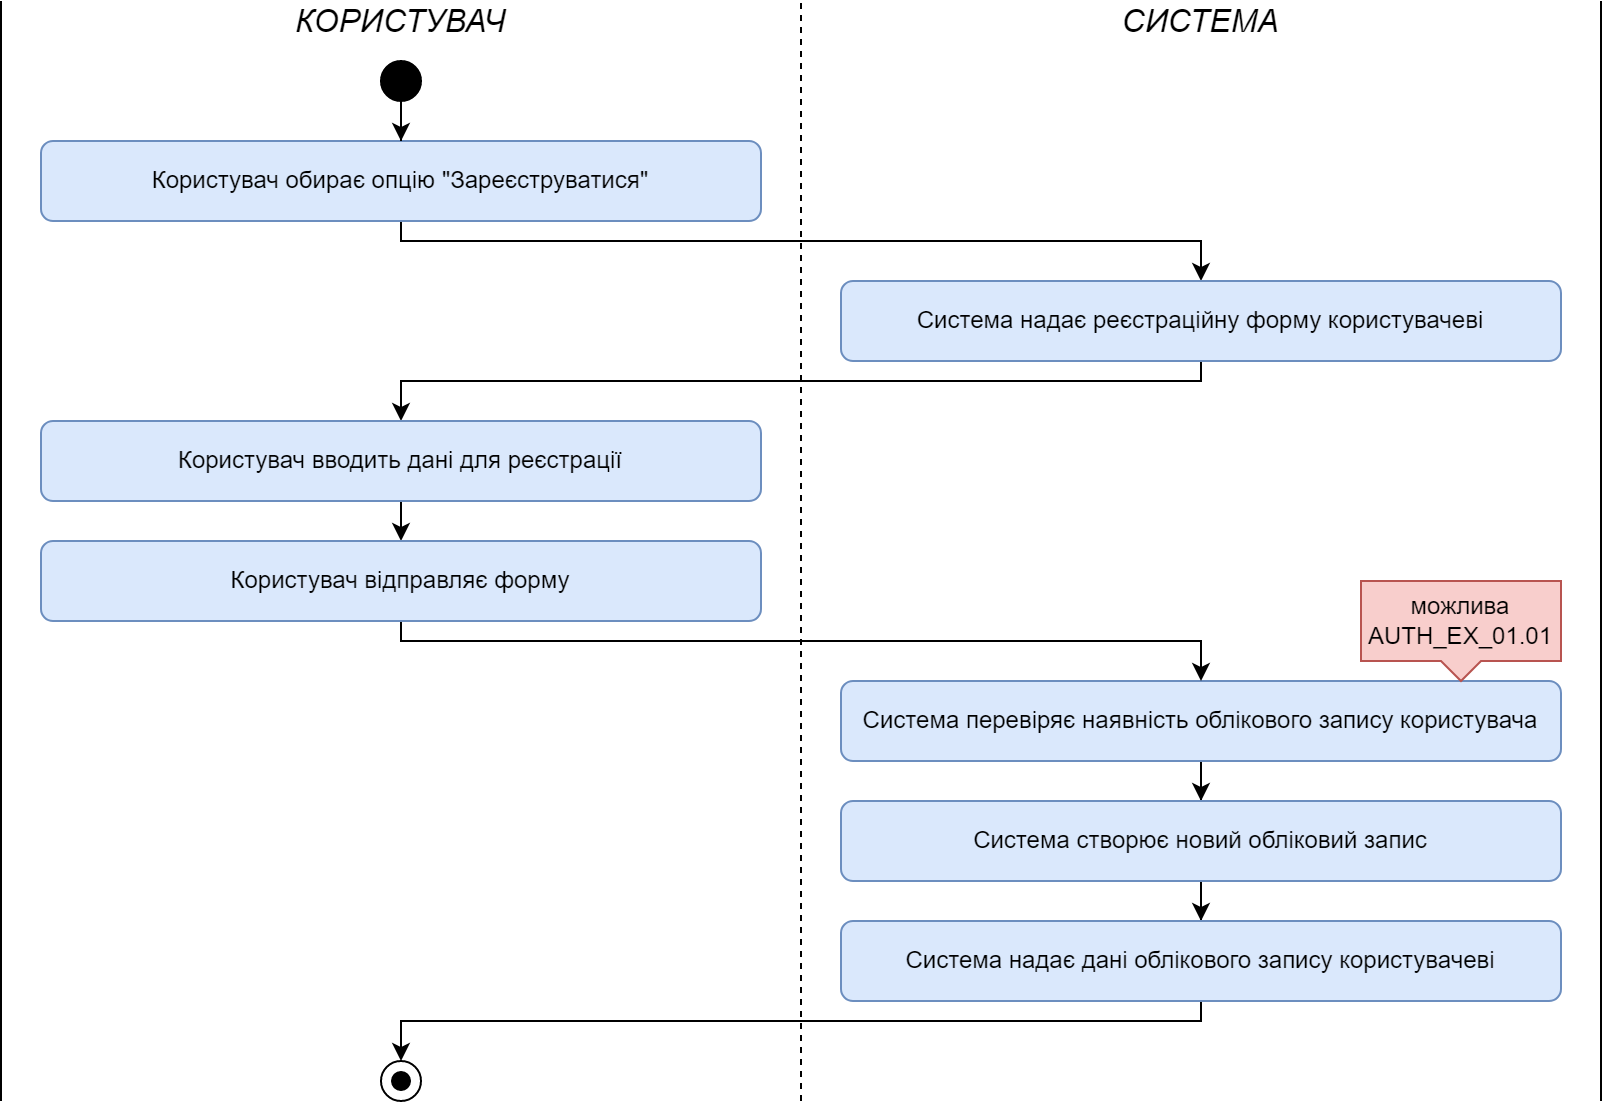 КОРИСТУВАЧ
СИСТЕМА
Користувач обирає опцію "Зареєструватися"
Система надає реєстраційну форму користувачеві
Користувач вводить дані для реєстрації
Користувач відправляє форму
можлива
AUTH_EX_01.01
Система перевіряє наявність облікового запису користувача
Система створює новий обліковий запис
Система надає дані облікового запису користувачеві